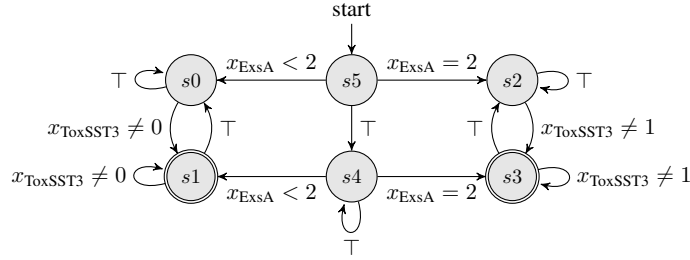 start
⊤ s0 x_ExsA < 2 s5 x_ExsA = 2 s2 ⊤
x_ToxSST3 ≠ 0 ⊤ ⊤ ⊤ x_ToxSST3 ≠ 1
x_ToxSST3 ≠ 0 s1 x_ExsA < 2 s4 x_ExsA = 2 s3 x_ToxSST3 ≠ 1
⊤